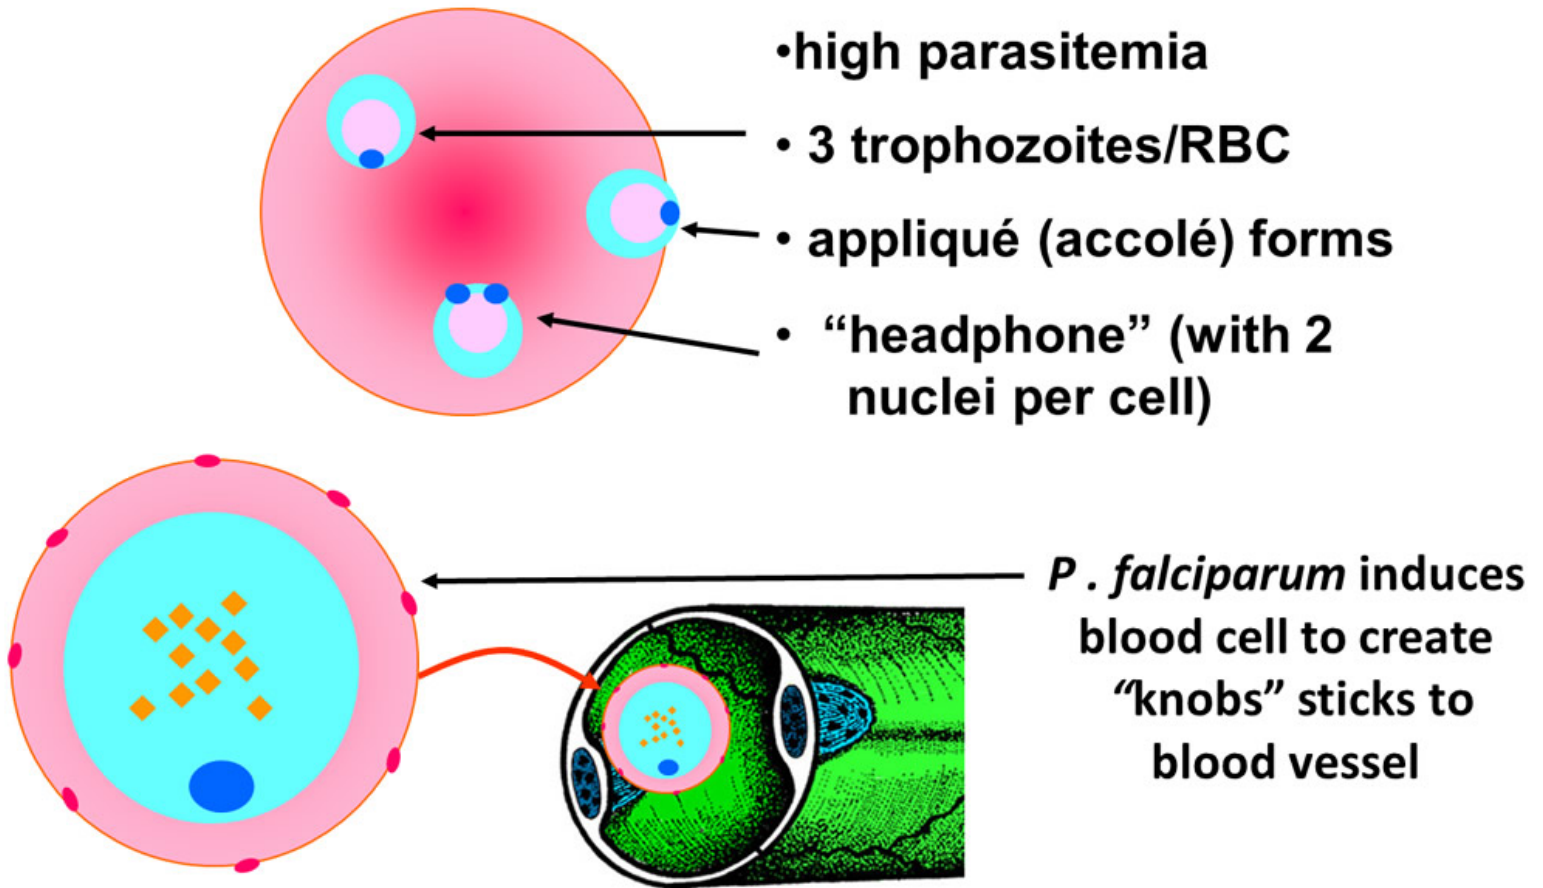 •high parasitemia
• 3 trophozoites/RBC
• appliqué (accolé) forms
• “headphone” (with 2
nuclei per cell)
P . falciparum induces
blood cell to create
“knobs” sticks to
blood vessel